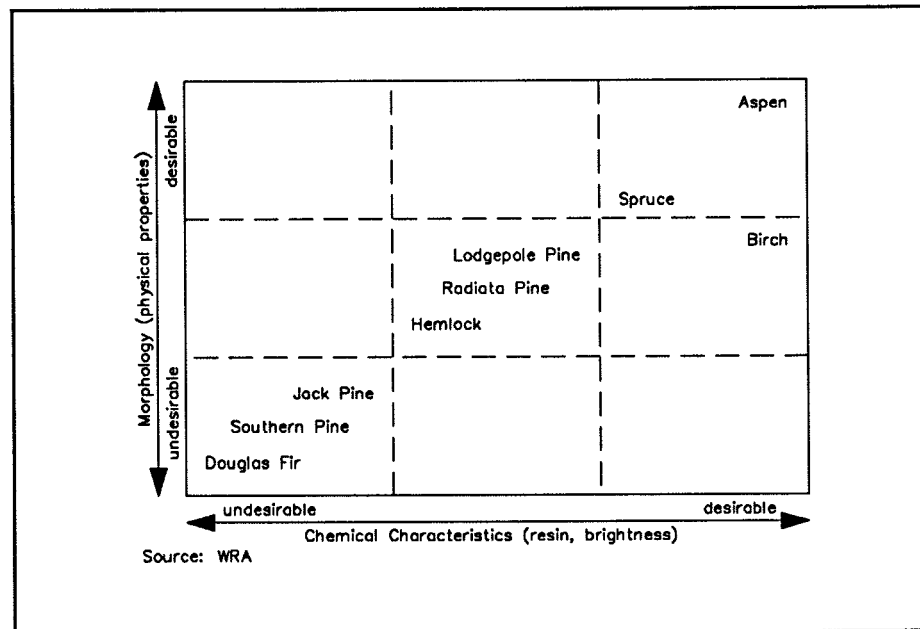 Aspen
Spruce
Birch
Lodgepole Pine
Radiata Pine
Hemlock
Jack Pine
Southern Pine
Douglas Fir
Morphology (physical properties)
desirable
undesirable
undesirable
desirable
Chemical Characteristics (resin, brightness)
Source: WRA